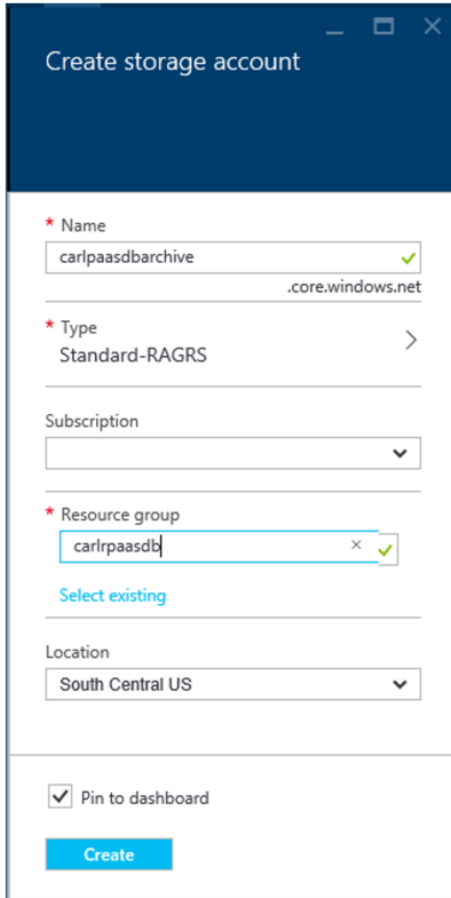 Create storage account
* Name
carlpaasdbarchive
.core.windows.net
* Type
Standard-RAGRS
Subscription
* Resource group
carlrpaasdb
Select existing
Location
South Central US
Pin to dashboard
Create